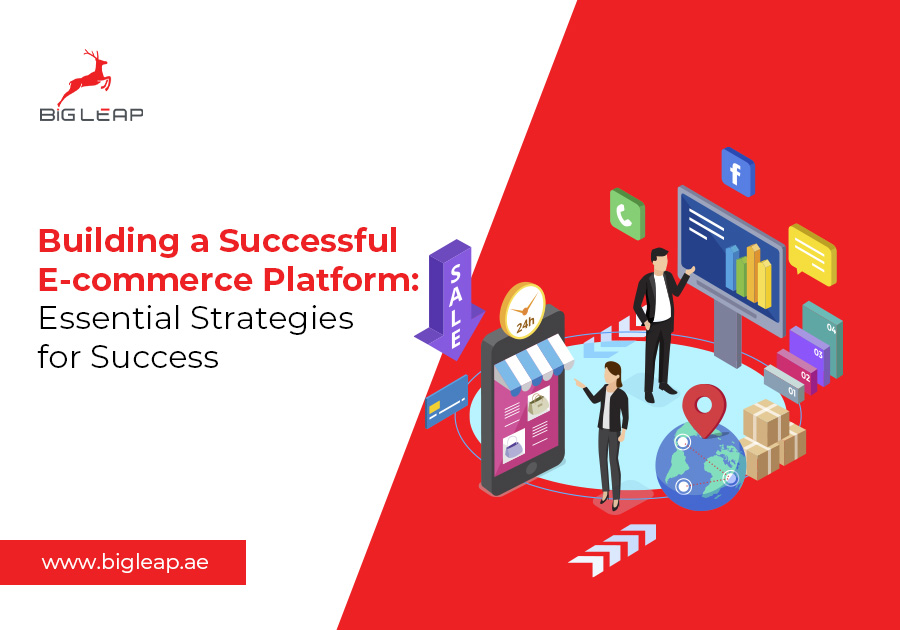 BIG LEAP
Building a Successful
E-commerce Platform:
Essential Strategies
for Success
SALE
24h
f
04
03
02
01
www.bigleap.ae